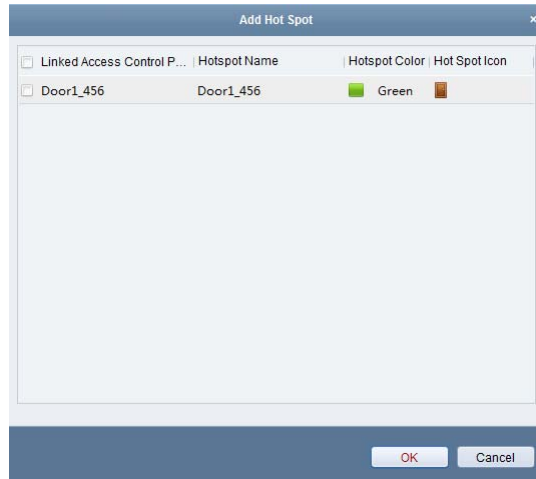 Add Hot Spot ×
Linked Access Control P... Hotspot Name Hotspot Color Hot Spot Icon
Door1_456 Door1_456 Green
OK Cancel